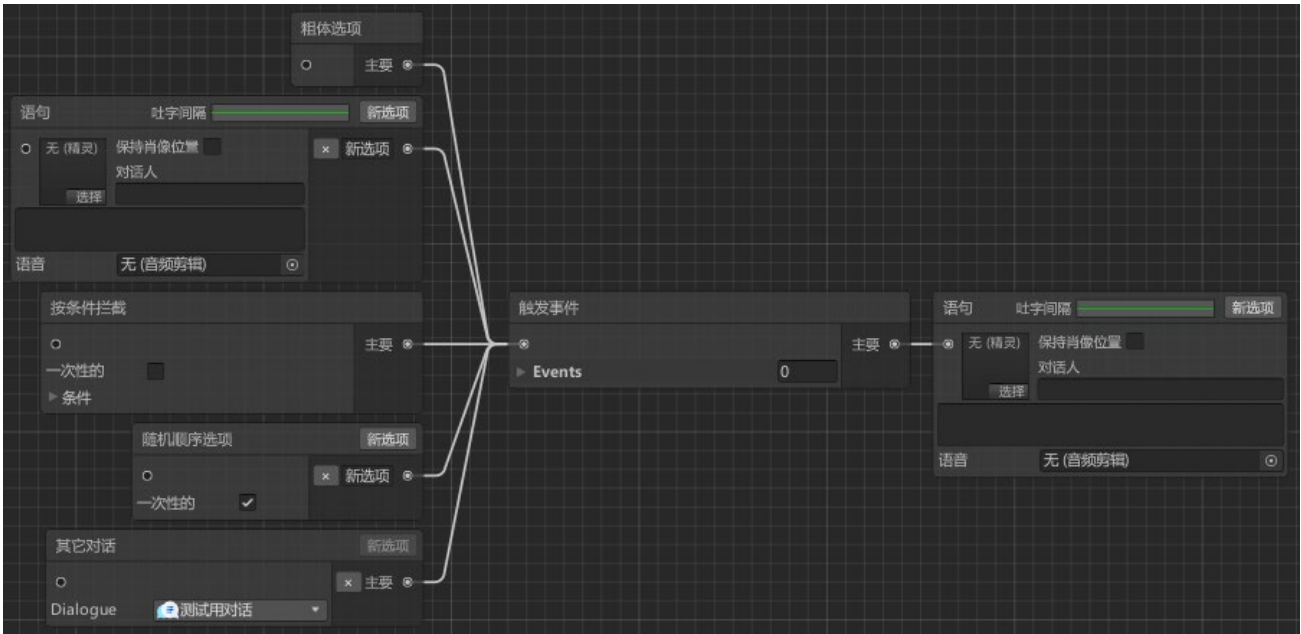 粗体选项
主要
语句 吐字间隔 新选项
无 (精灵) 保持肖像位置 × 新选项
对话人
选择
语音 无 (音频剪辑)
按条件拦截
主要
一次性的
条件
随机顺序选项 新选项
× 新选项
一次性的
其它对话 新选项
× 主要
Dialogue 测试用对话
触发事件
主要
Events 0
语句 吐字间隔 新选项
无 (精灵) 保持肖像位置
对话人
选择
语音 无 (音频剪辑)